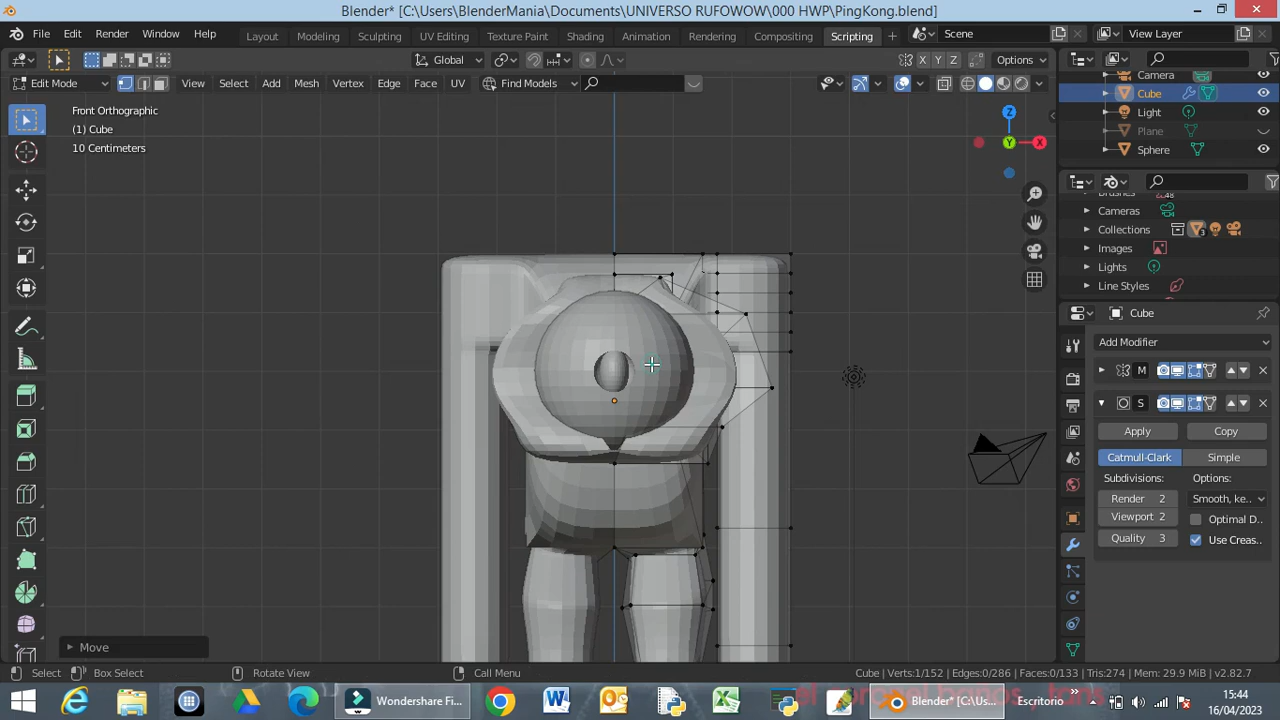 Blender* [C:\Users\BlenderMania\Documents\UNIVERSO RUFOWOW\000 HWP\PingKong.blend]
File Edit Render Window Help Layout Modeling Sculpting UV Editing Texture Paint Shading Animation Rendering Compositing Scripting + Scene View Layer
Global X Y Z Options
Edit Mode View Select Add Mesh Vertex Edge Face UV Find Models
Front Orthographic
(1) Cube
10 Centimeters
Z
Y
X
Camera
Cube
Light
Plane
Sphere
Brushes 48
Cameras
Collections 3
Images
Lights
Line Styles
Cube
Add Modifier
M
S
Apply Copy
Catmull-Clark Simple
Subdivisions: Options:
Render 2 Smooth, ke..
Viewport 2 Optimal D..
Quality 3 Use Creas..
Move
Select Box Select Rotate View Call Menu Cube | Verts:1/152 | Edges:0/286 | Faces:0/133 | Tris:274 | Mem: 29.9 MiB | v2.82.7
Wondershare Fi... Blender* [C:\Us... Escritorio » 15:44
16/04/2023